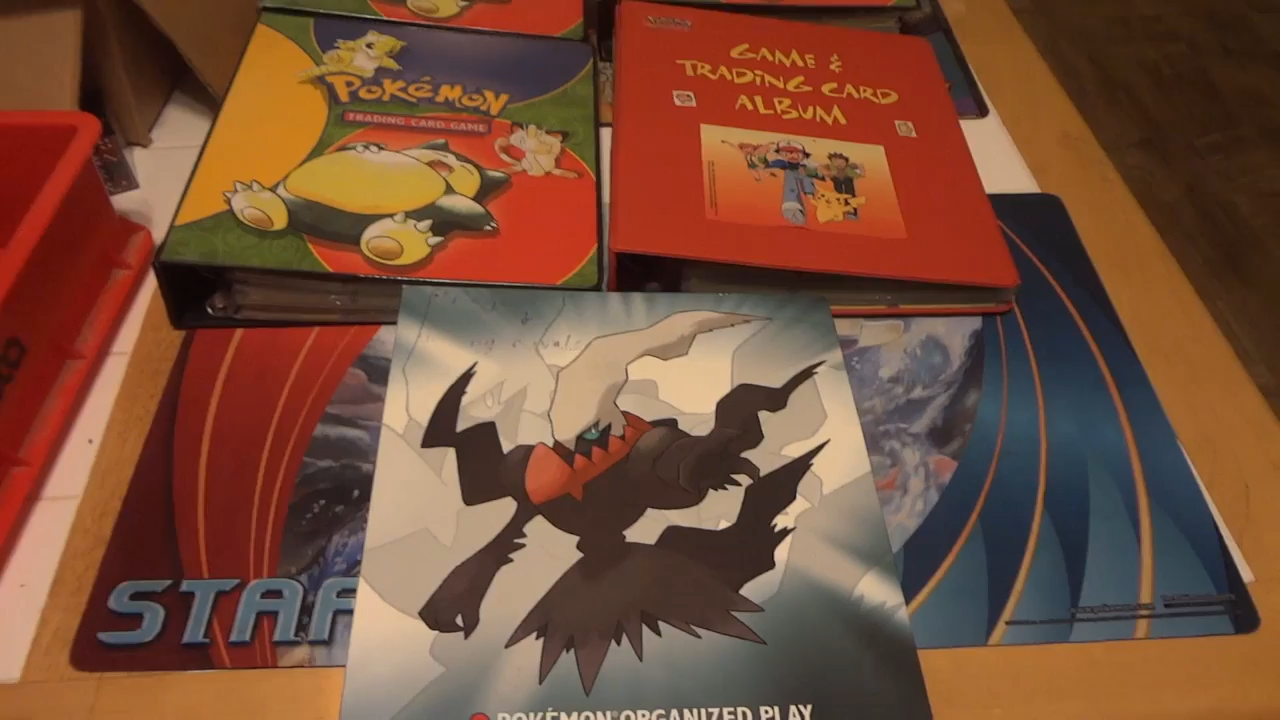 POKéMON
TRADING CARD GAME
GAME &
TRADING CARD
ALBUM
STAF
POKÉMON ORGANIZED PLAY